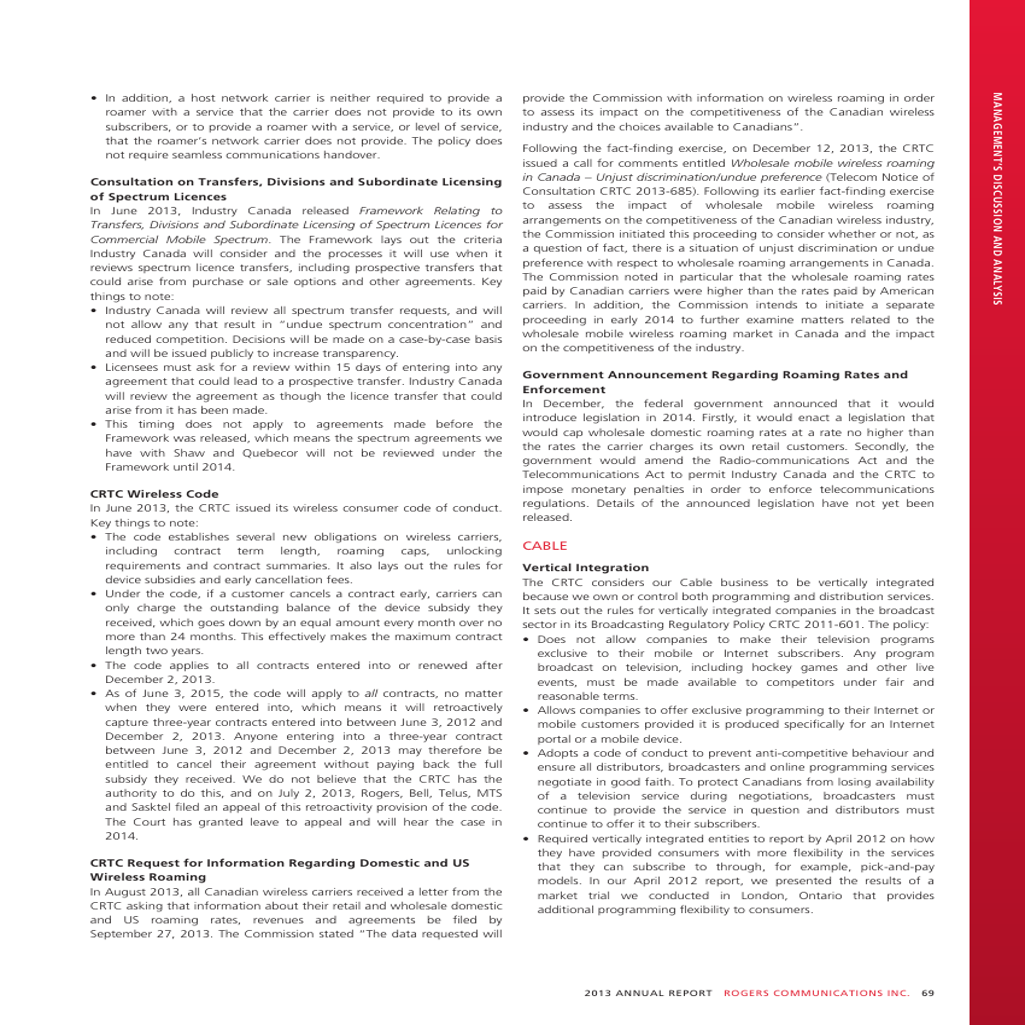 • In addition, a host network carrier is neither required to provide a
roamer with a service that the carrier does not provide to its own
subscribers, or to provide a roamer with a service, or level of service,
that the roamer's network carrier does not provide. The policy does
not require seamless communications handover.
Consultation on Transfers, Divisions and Subordinate Licensing
of Spectrum Licences
In June 2013, Industry Canada released Framework Relating to
Transfers, Divisions and Subordinate Licensing of Spectrum Licences for
Commercial Mobile Spectrum. The Framework lays out the criteria
Industry Canada will consider and the processes it will use when it
reviews spectrum licence transfers, including prospective transfers that
could arise from purchase or sale options and other agreements. Key
things to note:
• Industry Canada will review all spectrum transfer requests, and will
not allow any that result in “undue spectrum concentration” and
reduced competition. Decisions will be made on a case-by-case basis
and will be issued publicly to increase transparency.
• Licensees must ask for a review within 15 days of entering into any
agreement that could lead to a prospective transfer. Industry Canada
will review the agreement as though the licence transfer that could
arise from it has been made.
• This timing does not apply to agreements made before the
Framework was released, which means the spectrum agreements we
have with Shaw and Quebecor will not be reviewed under the
Framework until 2014.
CRTC Wireless Code
In June 2013, the CRTC issued its wireless consumer code of conduct.
Key things to note:
• The code establishes several new obligations on wireless carriers,
including contract term length, roaming caps, unlocking
requirements and contract summaries. It also lays out the rules for
device subsidies and early cancellation fees.
• Under the code, if a customer cancels a contract early, carriers can
only charge the outstanding balance of the device subsidy they
received, which goes down by an equal amount every month over no
more than 24 months. This effectively makes the maximum contract
length two years.
• The code applies to all contracts entered into or renewed after
December 2, 2013.
• As of June 3, 2015, the code will apply to all contracts, no matter
when they were entered into, which means it will retroactively
capture three-year contracts entered into between June 3, 2012 and
December 2, 2013. Anyone entering into a three-year contract
between June 3, 2012 and December 2, 2013 may therefore be
entitled to cancel their agreement without paying back the full
subsidy they received. We do not believe that the CRTC has the
authority to do this, and on July 2, 2013, Rogers, Bell, Telus, MTS
and Sasktel filed an appeal of this retroactivity provision of the code.
The Court has granted leave to appeal and will hear the case in
2014.
CRTC Request for Information Regarding Domestic and US
Wireless Roaming
In August 2013, all Canadian wireless carriers received a letter from the
CRTC asking that information about their retail and wholesale domestic
and US roaming rates, revenues and agreements be filed by
September 27, 2013. The Commission stated “The data requested will
provide the Commission with information on wireless roaming in order
to assess its impact on the competitiveness of the Canadian wireless
industry and the choices available to Canadians”.
Following the fact-finding exercise, on December 12, 2013, the CRTC
issued a call for comments entitled Wholesale mobile wireless roaming
in Canada – Unjust discrimination/undue preference (Telecom Notice of
Consultation CRTC 2013-685). Following its earlier fact-finding exercise
to assess the impact of wholesale mobile wireless roaming
arrangements on the competitiveness of the Canadian wireless industry,
the Commission initiated this proceeding to consider whether or not, as
a question of fact, there is a situation of unjust discrimination or undue
preference with respect to wholesale roaming arrangements in Canada.
The Commission noted in particular that the wholesale roaming rates
paid by Canadian carriers were higher than the rates paid by American
carriers. In addition, the Commission intends to initiate a separate
proceeding in early 2014 to further examine matters related to the
wholesale mobile wireless roaming market in Canada and the impact
on the competitiveness of the industry.
Government Announcement Regarding Roaming Rates and
Enforcement
In December, the federal government announced that it would
introduce legislation in 2014. Firstly, it would enact a legislation that
would cap wholesale domestic roaming rates at a rate no higher than
the rates the carrier charges its own retail customers. Secondly, the
government would amend the Radio-communications Act and the
Telecommunications Act to permit Industry Canada and the CRTC to
impose monetary penalties in order to enforce telecommunications
regulations. Details of the announced legislation have not yet been
released.
CABLE
Vertical Integration
The CRTC considers our Cable business to be vertically integrated
because we own or control both programming and distribution services.
It sets out the rules for vertically integrated companies in the broadcast
sector in its Broadcasting Regulatory Policy CRTC 2011-601. The policy:
• Does not allow companies to make their television programs
exclusive to their mobile or Internet subscribers. Any program
broadcast on television, including hockey games and other live
events, must be made available to competitors under fair and
reasonable terms.
• Allows companies to offer exclusive programming to their Internet or
mobile customers provided it is produced specifically for an Internet
portal or a mobile device.
• Adopts a code of conduct to prevent anti-competitive behaviour and
ensure all distributors, broadcasters and online programming services
negotiate in good faith. To protect Canadians from losing availability
of a television service during negotiations, broadcasters must
continue to provide the service in question and distributors must
continue to offer it to their subscribers.
• Required vertically integrated entities to report by April 2012 on how
they have provided consumers with more flexibility in the services
that they can subscribe to through, for example, pick-and-pay
models. In our April 2012 report, we presented the results of a
market trial we conducted in London, Ontario that provides
additional programming flexibility to consumers.
MANAGEMENT'S DISCUSSION AND ANALYSIS
2013 ANNUAL REPORT ROGERS COMMUNICATIONS INC. 69